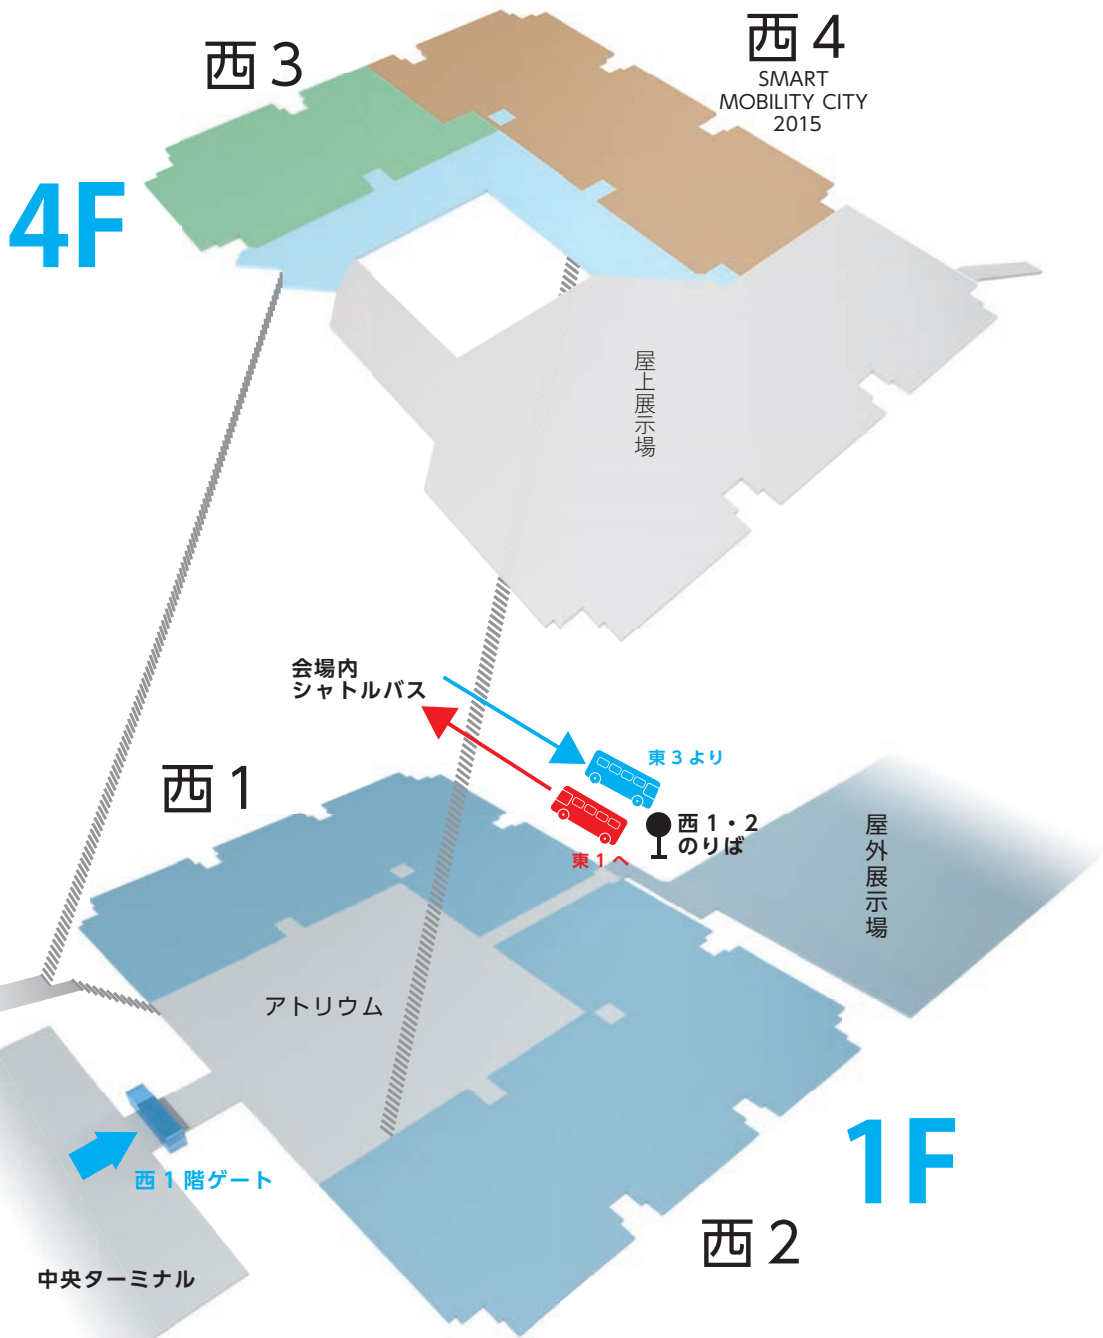 西3
西4
SMART
MOBILITY CITY
2015
4F
屋上展示場
会場内
シャトルバス
東3より
西1・2
のりば
東1へ
西1
屋外展示場
アトリウム
西1階ゲート
1F
西2
中央ターミナル